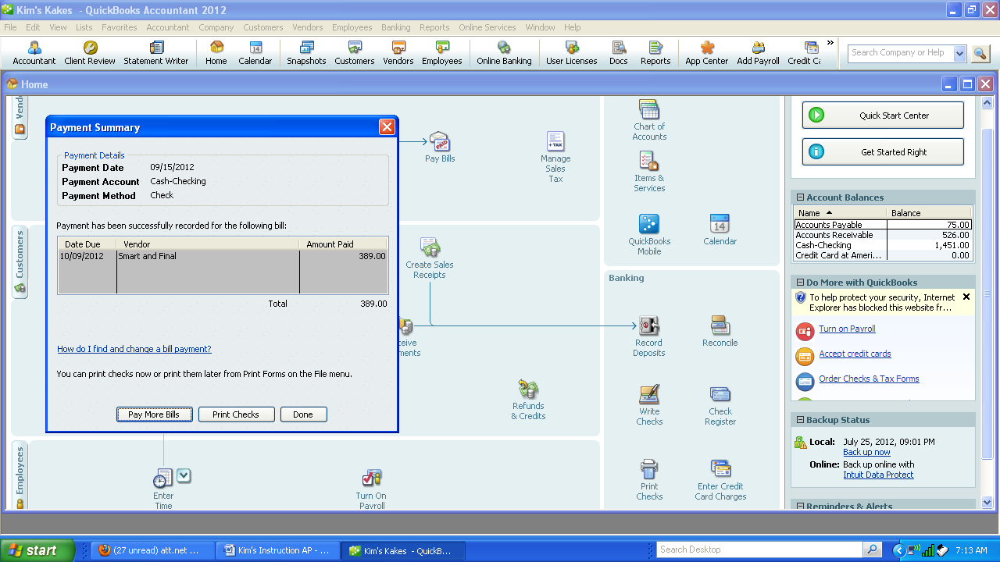 Kim's Kakes  - QuickBooks Accountant 2012
File Edit View Lists Favorites Accountant Company Customers Vendors Employees Banking Reports Online Services Window Help
Accountant Client Review Statement Writer Home Calendar Snapshots Customers Vendors Employees Online Banking User Licenses Docs Reports App Center Add Payroll Credit Ca »
Search Company or Help
Home
Vend
Payment Summary
Payment Details
Payment Date 09/15/2012
Payment Account Cash-Checking
Payment Method Check
Payment has been successfully recorded for the following bill:
Date Due Vendor Amount Paid
10/09/2012 Smart and Final 389.00
Total 389.00
How do I find and change a bill payment?
You can print checks now or print them later from Print Forms on the File menu.
Pay More Bills Print Checks Done
Pay Bills
+ TAX
Manage
Sales
Tax
Customers
Create Sales
Receipts
ceive
ments
Refunds
& Credits
Employees
Enter
Time
Turn On
Payroll
Chart of
Accounts
Items &
Services
QuickBooks
Mobile
14
Calendar
Banking
Record
Deposits
Reconcile
Write
Checks
Check
Register
Print
Checks
Enter Credit
Card Charges
Quick Start Center
Get Started Right
Account Balances
Name Balance
Accounts Payable 75.00
Accounts Receivable 526.00
Cash-Checking 1,451.00
Credit Card at Ameri... 0.00
Do More with QuickBooks
To help protect your security, Internet
Explorer has blocked this website fr...
Turn on Payroll
Accept credit cards
Order Checks & Tax Forms
Backup Status
Local: July 25, 2012, 09:01 PM
Back up now
Online: Back up online with
Intuit Data Protect
Reminders & Alerts
start
(27 unread) att.net ...
Kim's Instruction AP - ...
Kim's Kakes  - QuickB...
Search Desktop
7:13 AM